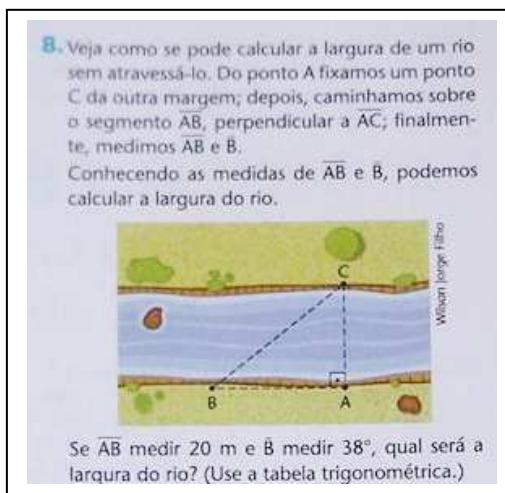 8. Veja como se pode calcular a largura de um rio
sem atravessá-lo. Do ponto A fixamos um ponto
C da outra margem; depois, caminhamos sobre
o segmento AB, perpendicular a AC; finalmen-
te, medimos AB e B̂.
Conhecendo as medidas de AB e B̂, podemos
calcular a largura do rio.
C
Wilson Jorge Filho
B A
Se AB medir 20 m e B̂ medir 38°, qual será a
largura do rio? (Use a tabela trigonométrica.)